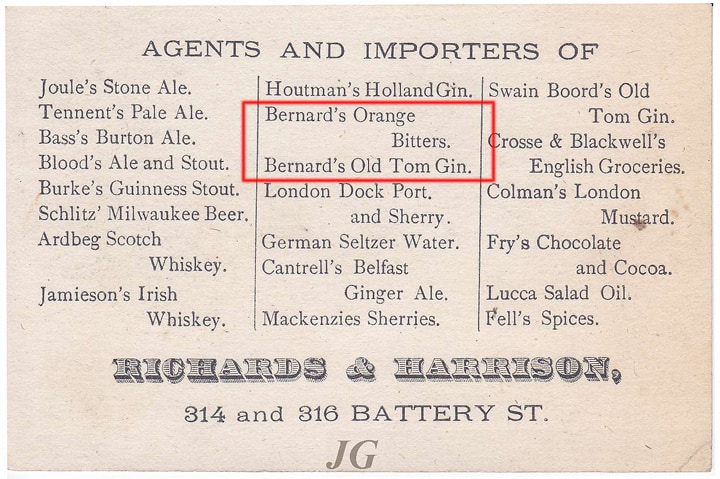 AGENTS AND IMPORTERS OF
Joule's Stone Ale.
Tennent's Pale Ale.
Bass's Burton Ale.
Blood's Ale and Stout.
Burke's Guinness Stout.
Schlitz' Milwaukee Beer.
Ardbeg Scotch
Whiskey.
Jamieson's Irish
Whiskey.
Houtman's Holland Gin.
Bernard's Orange
Bitters.
Bernard's Old Tom Gin.
London Dock Port.
and Sherry.
German Seltzer Water.
Cantrell's Belfast
Ginger Ale.
Mackenzies Sherries.
Swain Boord's Old
Tom Gin.
Crosse & Blackwell's
English Groceries.
Colman's London
Mustard.
Fry's Chocolate
and Cocoa.
Lucca Salad Oil.
Fell's Spices.
RICHARDS & HARRISON,
314 and 316 BATTERY ST.
JG